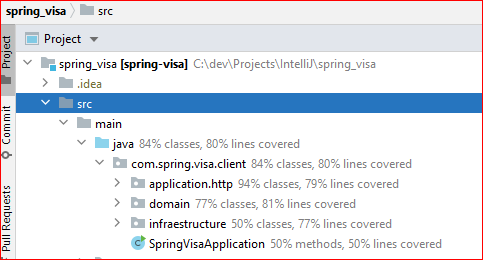 spring_visa src
Project
Project
spring_visa [spring-visa] C:\dev\Projects\IntelliJ\spring_visa
.idea
src
Commit
main
java 84% classes, 80% lines covered
com.spring.visa.client 84% classes, 80% lines covered
application.http 94% classes, 79% lines covered
Pull Requests
domain 77% classes, 81% lines covered
infrastructure 50% classes, 77% lines covered
SpringVisaApplication 50% methods, 50% lines covered